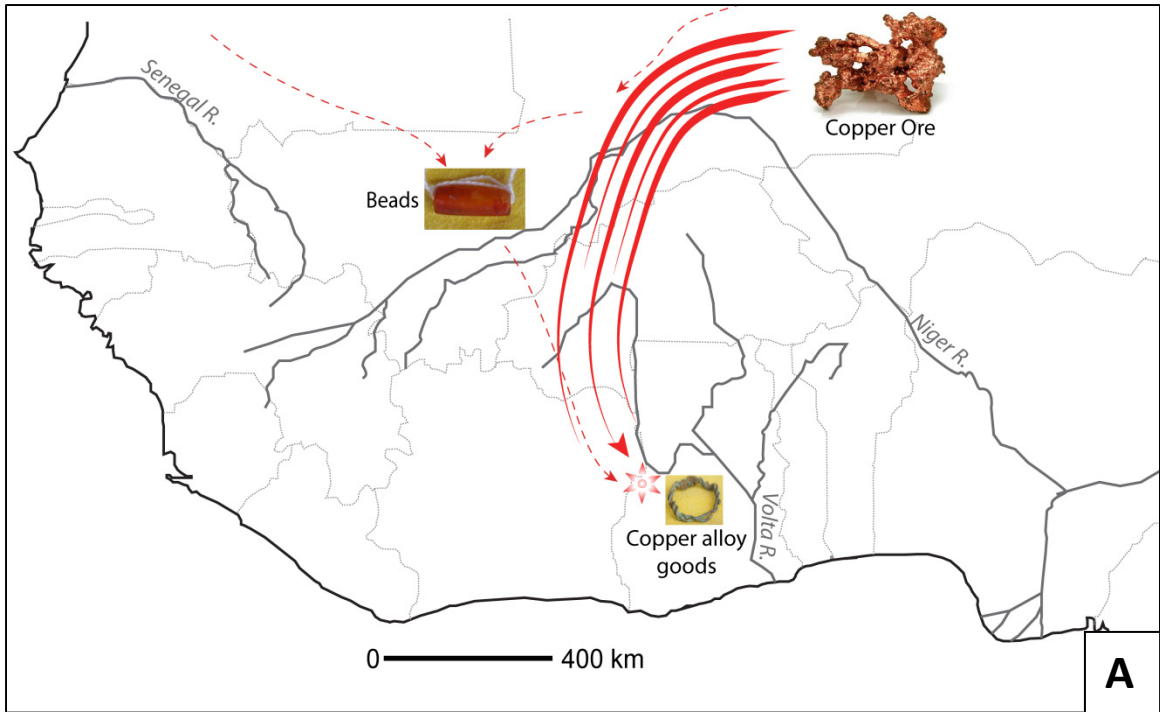 Senegal R.
Copper Ore
Beads
Niger R.
Copper alloy
goods
Volta R.
0 400 km
A